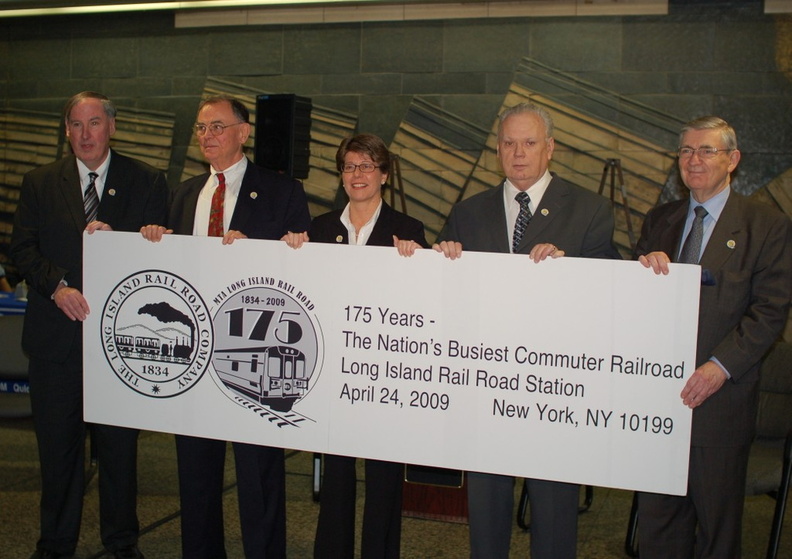 THE LONG ISLAND RAIL ROAD COMPANY
1834
MTA LONG ISLAND RAIL ROAD
1834-2009
175
175 Years -
The Nation's Busiest Commuter Railroad
Long Island Rail Road Station
April 24, 2009 New York, NY 10199